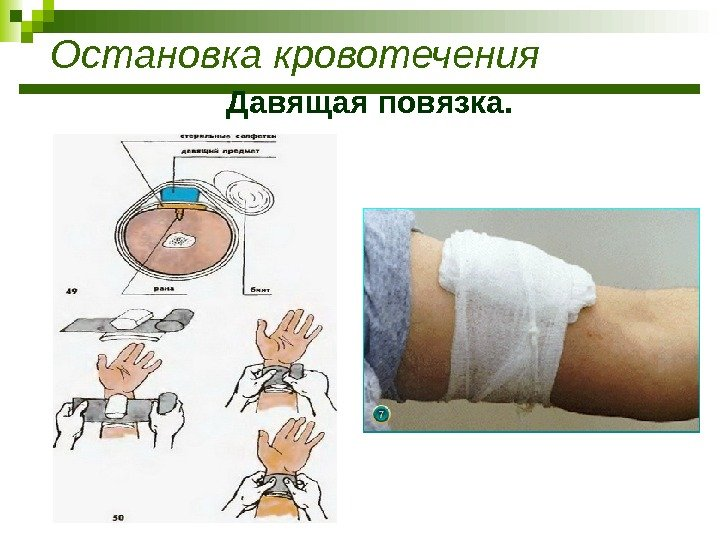 Остановка кровотечения
Давящая повязка.
стерильные салфетки
давящий предмет
рана
бинт
49
7
50